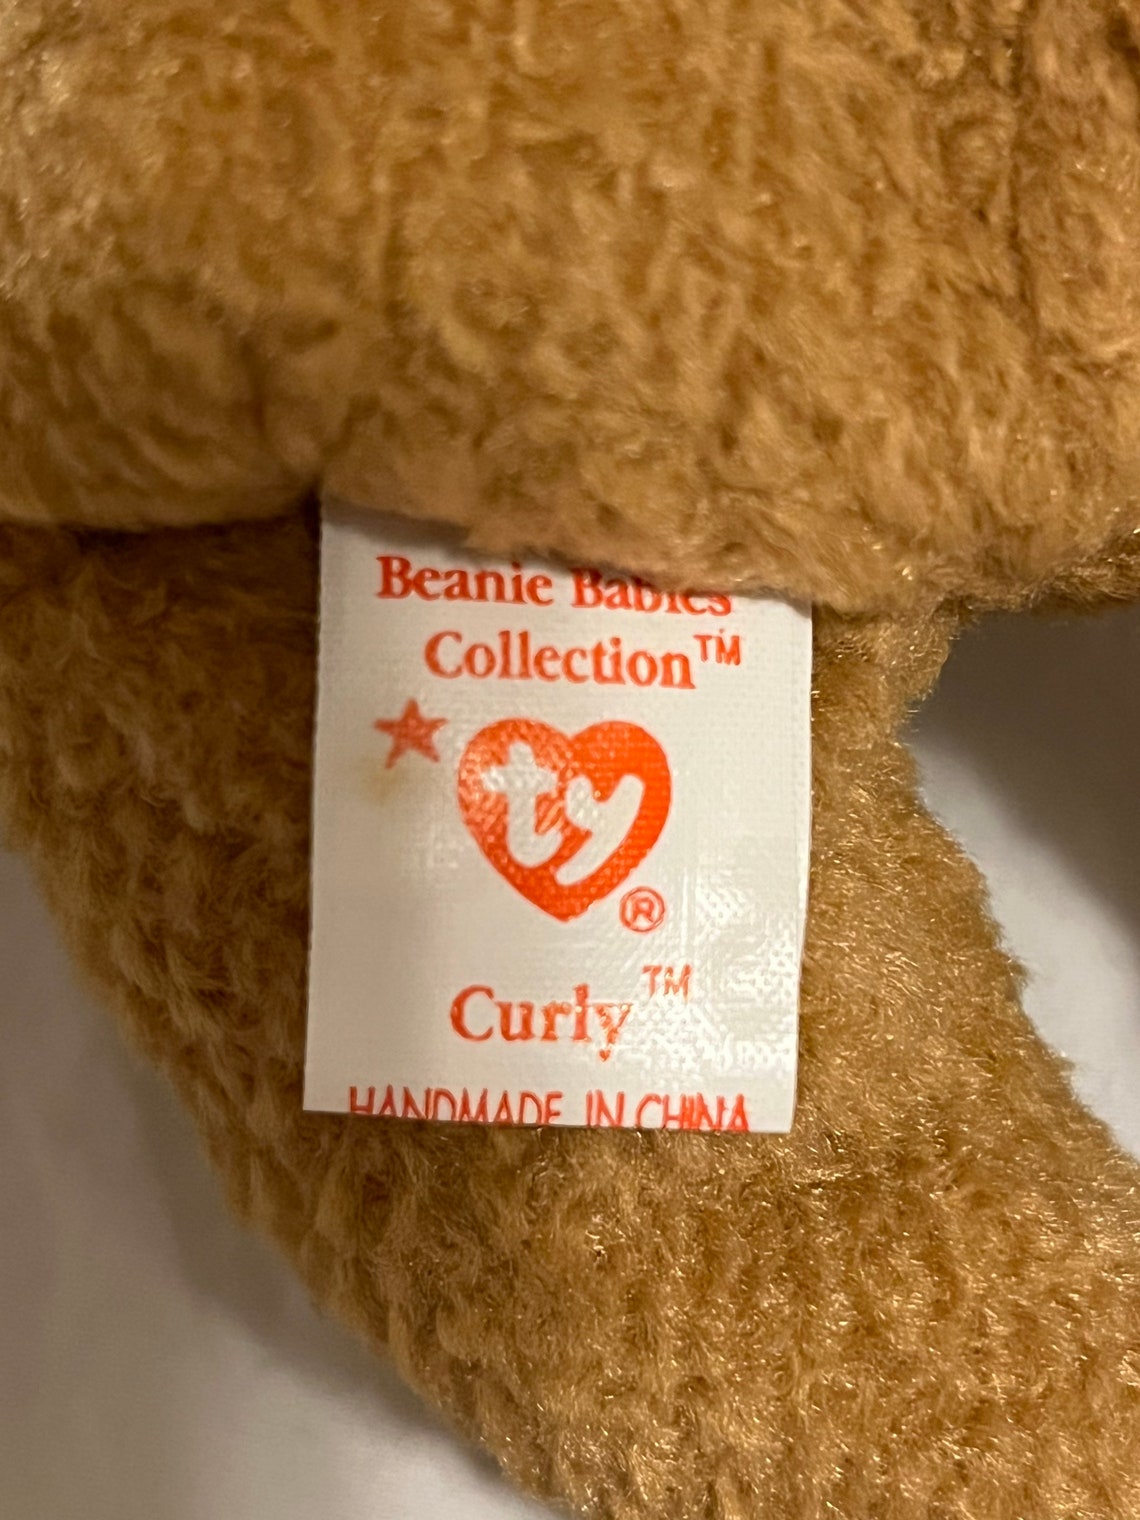 Beanie Babies
Collection™
ty®
Curly™
HANDMADE IN CHINA